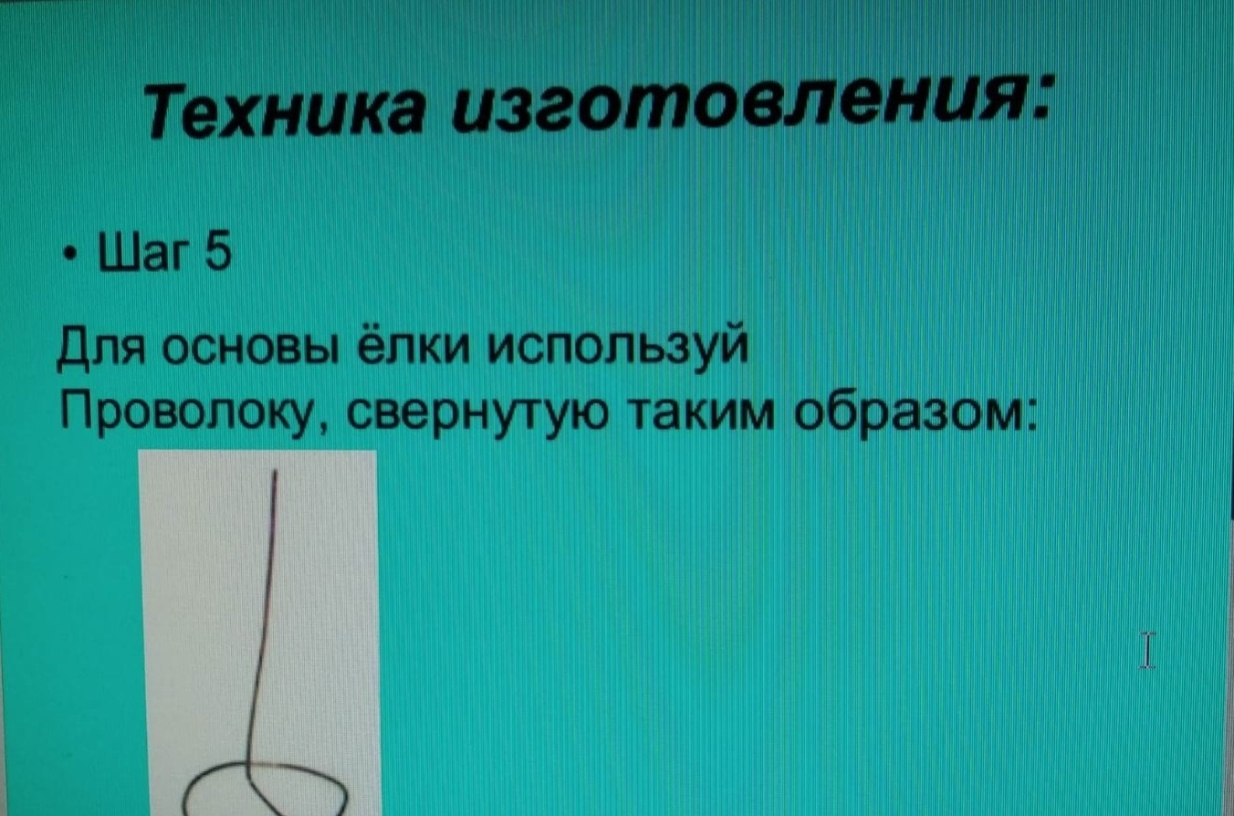 Техника изготовления:
• Шаг 5
Для основы ёлки используй
Проволоку, свернутую таким образом: